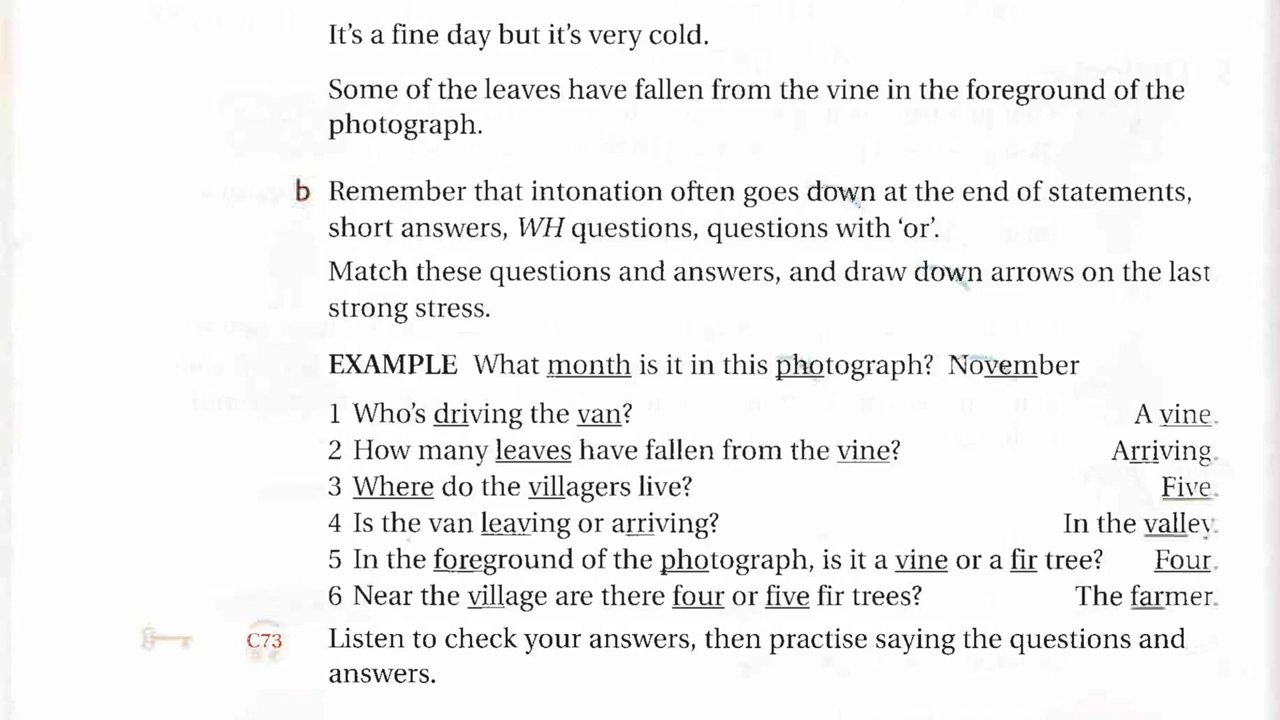 It's a fine day but it's very cold.
Some of the leaves have fallen from the vine in the foreground of the
photograph.
b Remember that intonation often goes down at the end of statements,
short answers, WH questions, questions with 'or'.
Match these questions and answers, and draw down arrows on the last
strong stress.
EXAMPLE What month is it in this photograph? November
1 Who's driving the van? A vine.
2 How many leaves have fallen from the vine? Arriving.
3 Where do the villagers live? Five.
4 Is the van leaving or arriving? In the valley.
5 In the foreground of the photograph, is it a vine or a fir tree? Four.
6 Near the village are there four or five fir trees? The farmer.
C73 Listen to check your answers, then practise saying the questions and
answers.